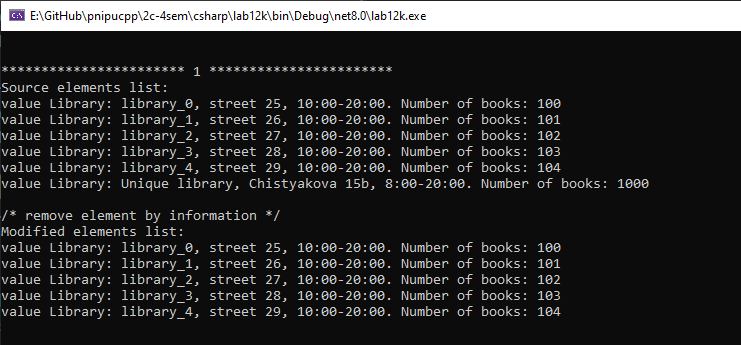 E:\GitHub\pnipucpp\2c-4sem\csharp\lab12k\bin\Debug\net8.0\lab12k.exe
*********************** 1 ***********************
Source elements list:
value Library: library_0, street 25, 10:00-20:00. Number of books: 100
value Library: library_1, street 26, 10:00-20:00. Number of books: 101
value Library: library_2, street 27, 10:00-20:00. Number of books: 102
value Library: library_3, street 28, 10:00-20:00. Number of books: 103
value Library: library_4, street 29, 10:00-20:00. Number of books: 104
value Library: Unique library, Chistyakova 15b, 8:00-20:00. Number of books: 1000
/* remove element by information */
Modified elements list:
value Library: library_0, street 25, 10:00-20:00. Number of books: 100
value Library: library_1, street 26, 10:00-20:00. Number of books: 101
value Library: library_2, street 27, 10:00-20:00. Number of books: 102
value Library: library_3, street 28, 10:00-20:00. Number of books: 103
value Library: library_4, street 29, 10:00-20:00. Number of books: 104